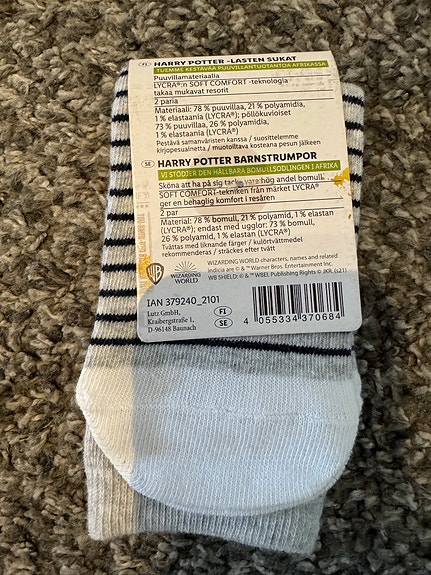 FI HARRY POTTER -LASTEN SUKAT
TUEMME KESTÄVÄÄ PUUVILLANTUOTANTOA AFRIKASSA
Puuvillamateriaalia
LYCRA®:n SOFT COMFORT -teknologia
takaa mukavat resorit
2 paria
Materiaali: 78 % puuvillaa, 21 % polyamidia,
1 % elastaania (LYCRA®); pöllökuvioiset
73 % puuvillaa, 26 % polyamidia,
1 % elastaania (LYCRA®)
Pestävä samanväristen kanssa / suosittelemme
kirjopesuainetta / muotoiltava kosteana pesun jälkeen
SE HARRY POTTER BARNSTRUMPOR
VI STÖDJER DEN HÅLLBARA BOMULLSODLINGEN I AFRIKA
Sköna att ha på sig tack vare hög andel bomull.
SOFT COMFORT-tekniken från märket LYCRA®
ger en behaglig komfort i resåren
2 par
Material: 78 % bomull, 21 % polyamid, 1 % elastan
(LYCRA®); endast med ugglor: 73 % bomull,
26 % polyamid, 1 % elastan (LYCRA®)
Tvättas med liknande färger / kulörtvättmedel
rekommenderas / sträckes efter tvätt
WB
WIZARDING
WORLD
WIZARDING WORLD characters, names and related
indicia are © & ™ Warner Bros. Entertainment Inc.
WB SHIELD: © & ™ WBEI. Publishing Rights © JKR. (s21)
IAN 379240_2101
Lutz GmbH,
Kraibergstraße 1,
D-96148 Baunach
FI
SE
4 055334 370684